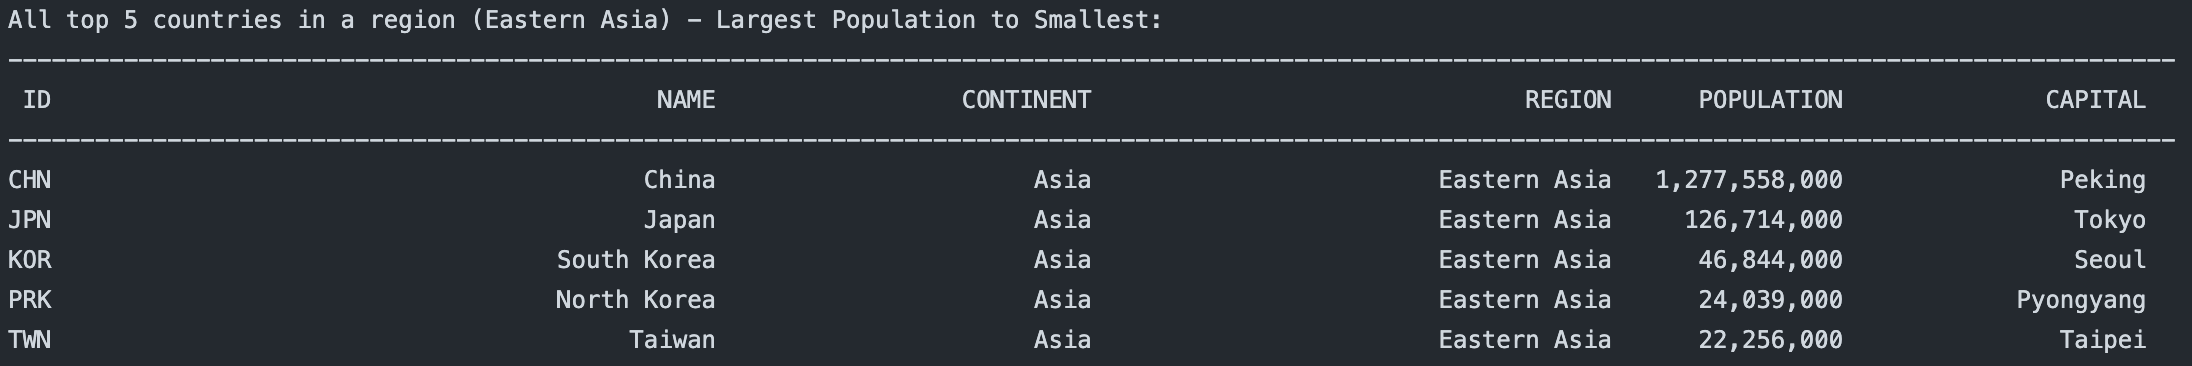 All top 5 countries in a region (Eastern Asia) - Largest Population to Smallest:
ID NAME CONTINENT REGION POPULATION CAPITAL
CHN China Asia Eastern Asia 1,277,558,000 Peking
JPN Japan Asia Eastern Asia 126,714,000 Tokyo
KOR South Korea Asia Eastern Asia 46,844,000 Seoul
PRK North Korea Asia Eastern Asia 24,039,000 Pyongyang
TWN Taiwan Asia Eastern Asia 22,256,000 Taipei